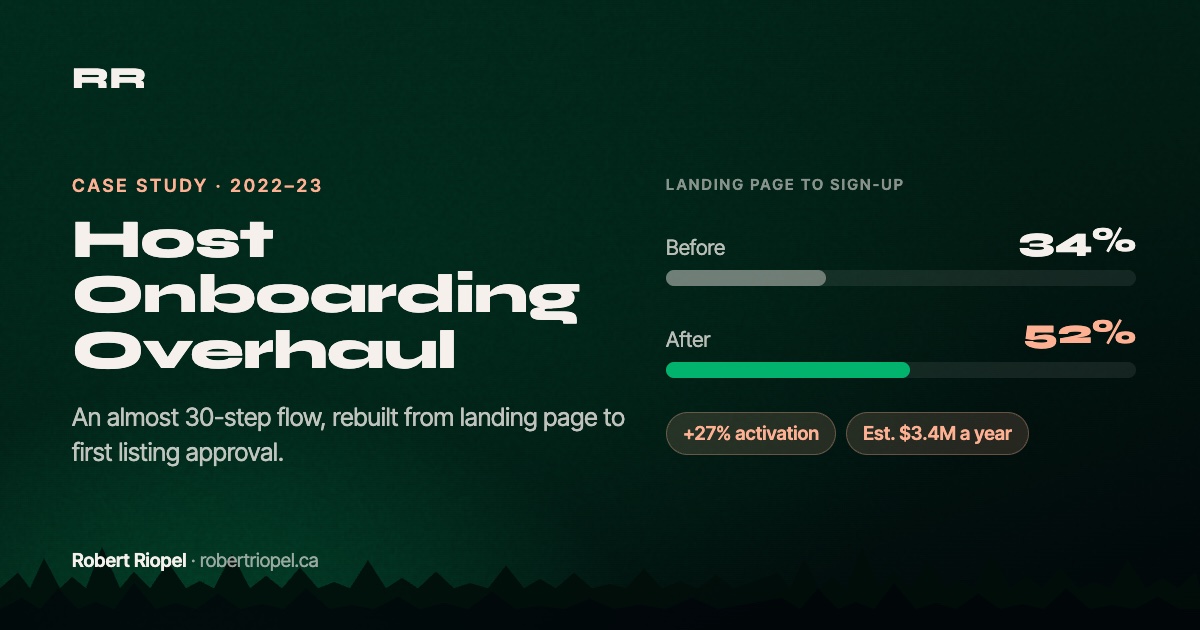 RR
CASE STUDY · 2022–23
Host
Onboarding
Overhaul
An almost 30-step flow, rebuilt from landing page to
first listing approval.
Robert Riopel · robertriopel.ca
LANDING PAGE TO SIGN-UP
Before 34%
After 52%
+27% activation
Est. $3.4M a year